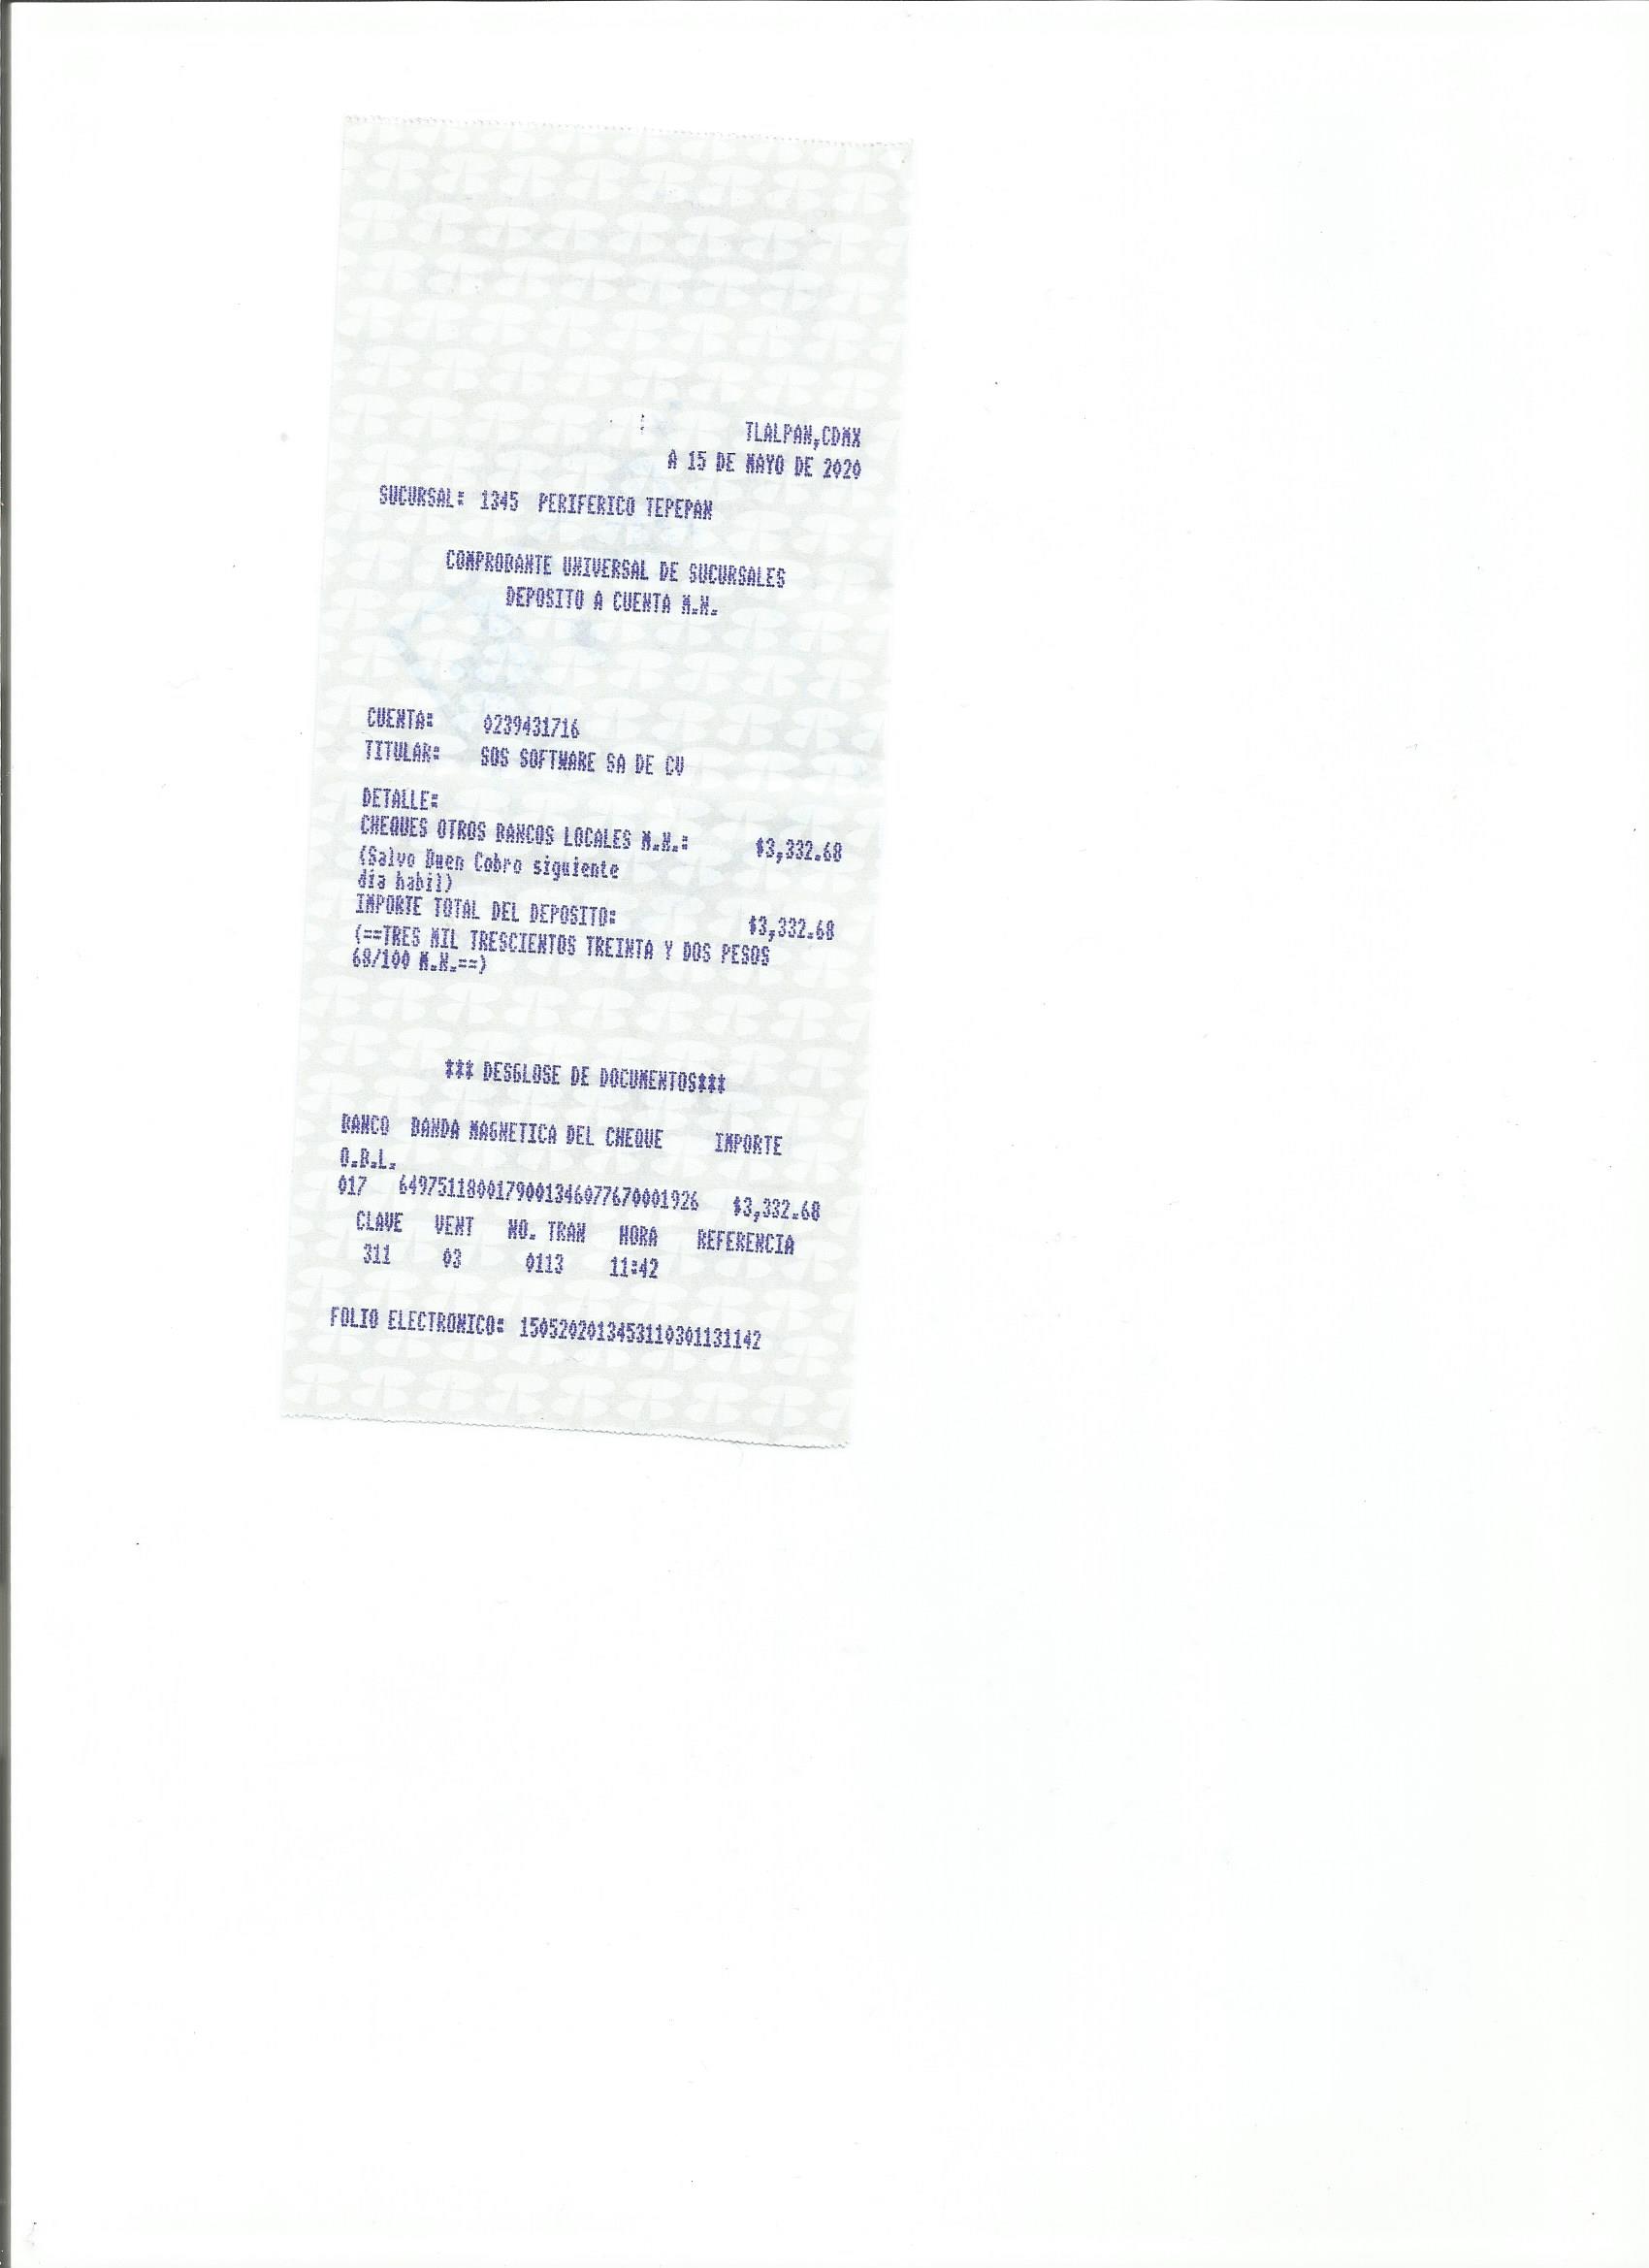 TLALPAN,CDMX
A 15 DE MAYO DE 2020
SUCURSAL: 1345 PERIFERICO TEPEPAN
COMPROBANTE UNIVERSAL DE SUCURSALES
DEPOSITO A CUENTA M.N.
CUENTA: 0239431716
TITULAR: SOS SOFTWARE SA DE CV
DETALLE:
CHEQUES OTROS BANCOS LOCALES M.N.: $3,332.68
(Salvo Buen Cobro siguiente
dia habil)
IMPORTE TOTAL DEL DEPOSITO: $3,332.68
(==TRES MIL TRESCIENTOS TREINTA Y DOS PESOS
68/100 M.N.==)
*** DESGLOSE DE DOCUMENTOS***
BANCO BANDA MAGNETICA DEL CHEQUE IMPORTE
O.B.L.
017 6497511800179001346077670001926 $3,332.68
CLAVE VENT NO. TRAN HORA REFERENCIA
311 03 0113 11:42
FOLIO ELECTRONICO: 1505202013453110301131142